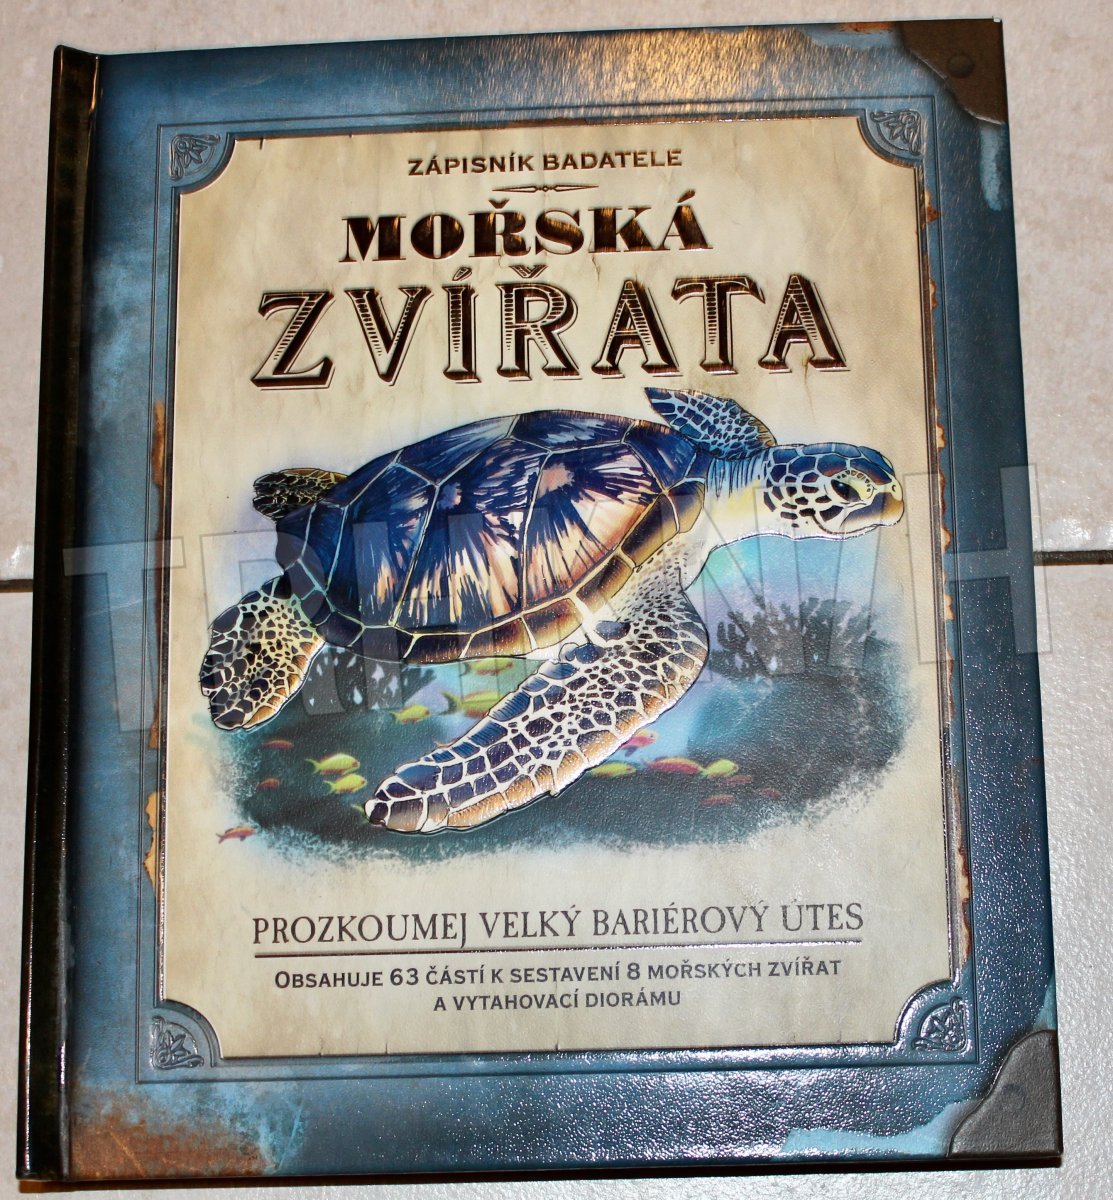 ZÁPISNÍK BADATELE
MOŘSKÁ
ZVÍŘATA
PROZKOUMEJ VELKÝ BARIÉROVÝ ÚTES
OBSAHUJE 63 ČÁSTÍ K SESTAVENÍ 8 MOŘSKÝCH ZVÍŘAT
A VYTAHOVACÍ DIORÁMU